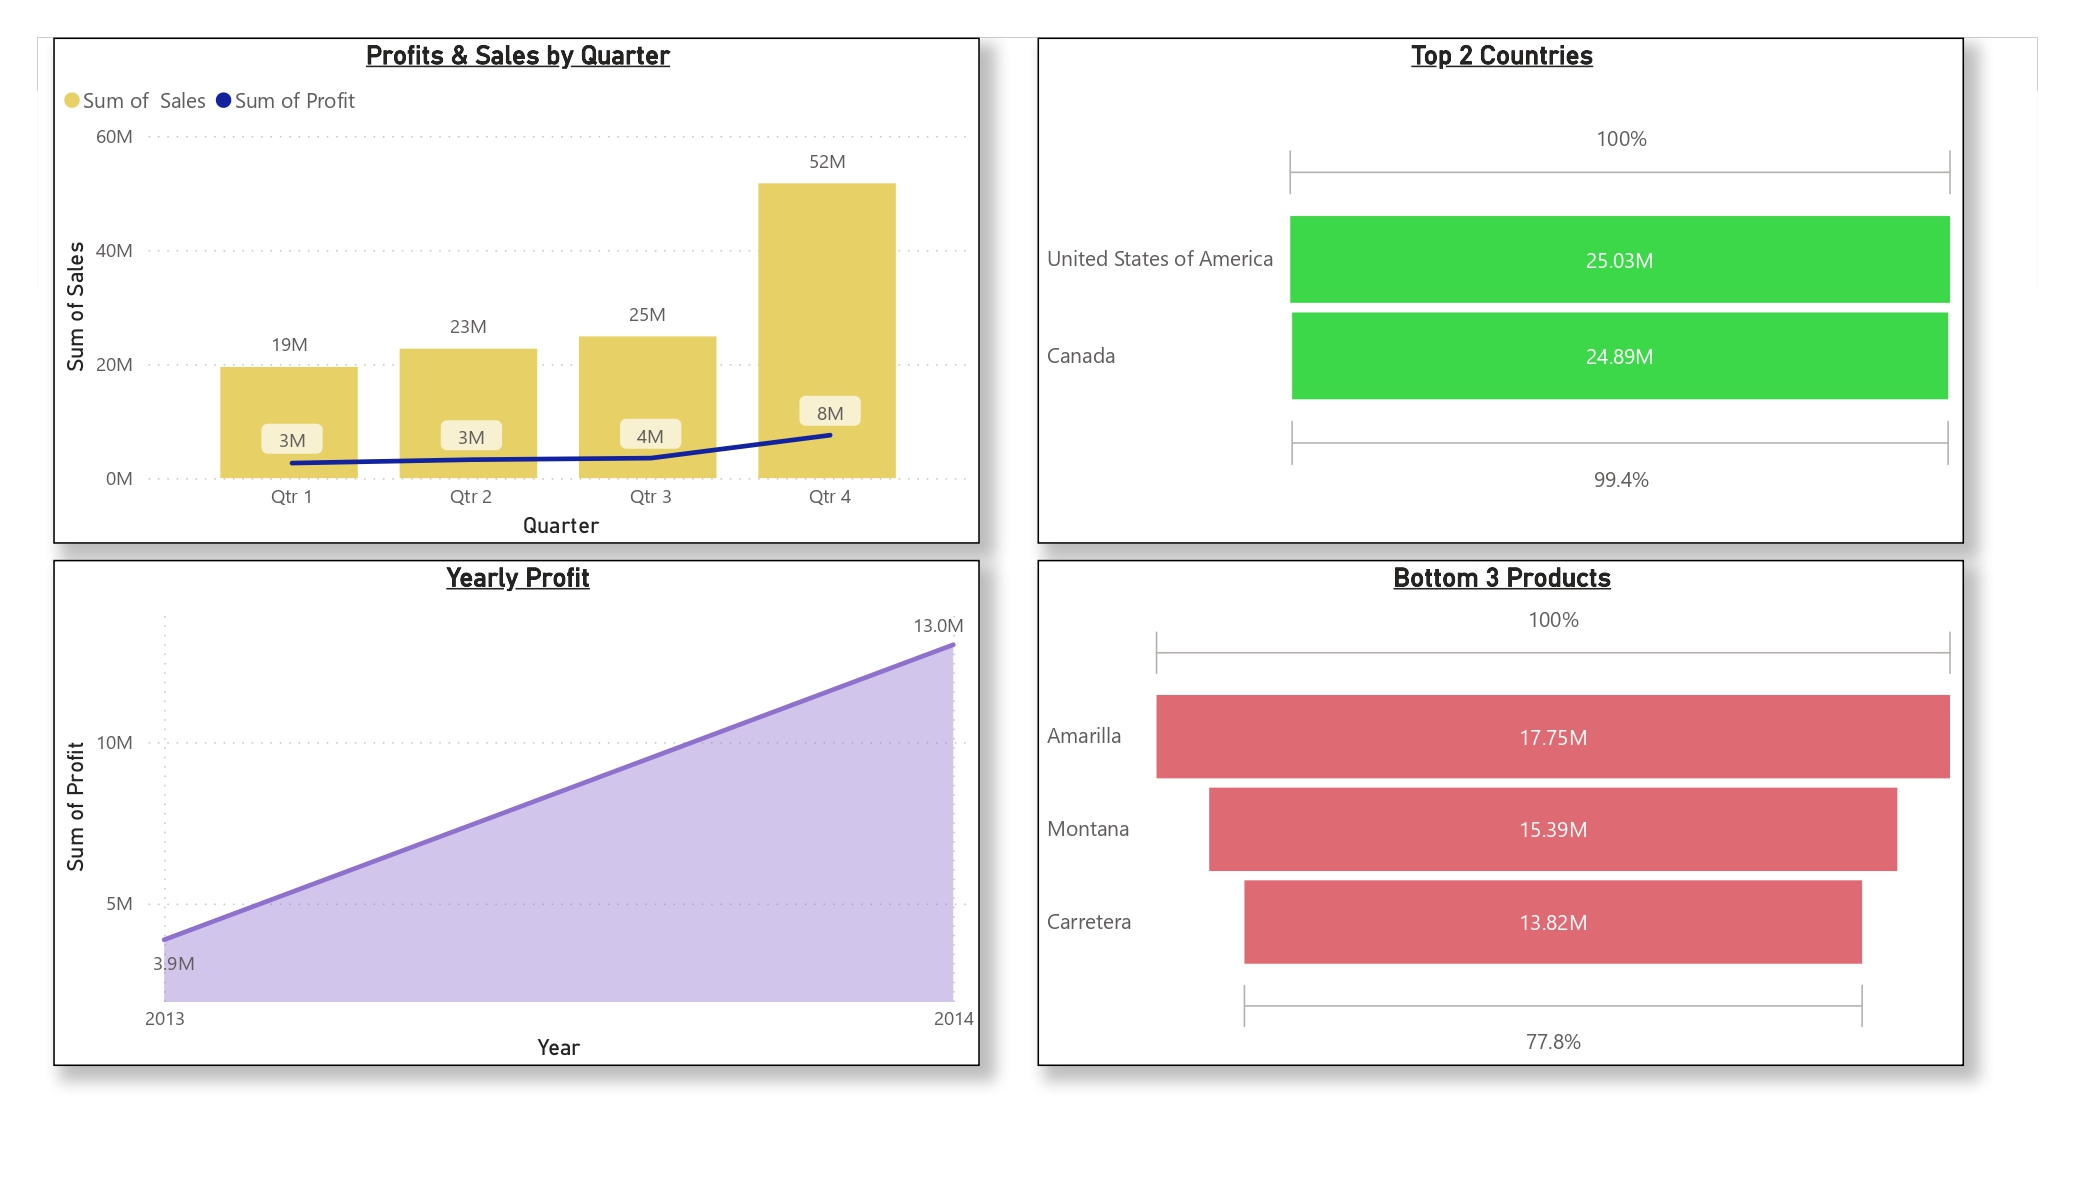 Profits & Sales by Quarter
Sum of Sales Sum of Profit
60M
40M
20M
0M
Sum of Sales
19M
23M
25M
52M
3M
3M
4M
8M
Qtr 1
Qtr 2
Qtr 3
Qtr 4
Quarter
Top 2 Countries
100%
United States of America
25.03M
Canada
24.89M
99.4%
Yearly Profit
13.0M
10M
5M
Sum of Profit
3.9M
2013
2014
Year
Bottom 3 Products
100%
Amarilla
17.75M
Montana
15.39M
Carretera
13.82M
77.8%